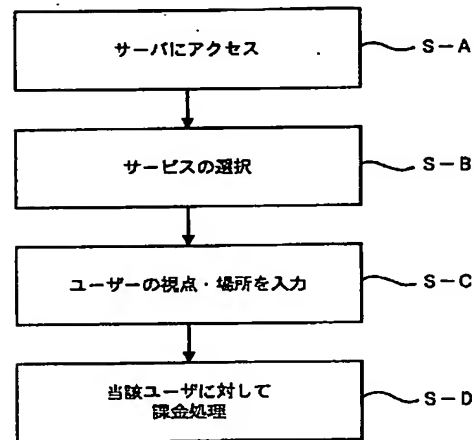 サーバにアクセス
S-A
サービスの選択
S-B
ユーザーの視点・場所を入力
S-C
当該ユーザに対して
課金処理
S-D